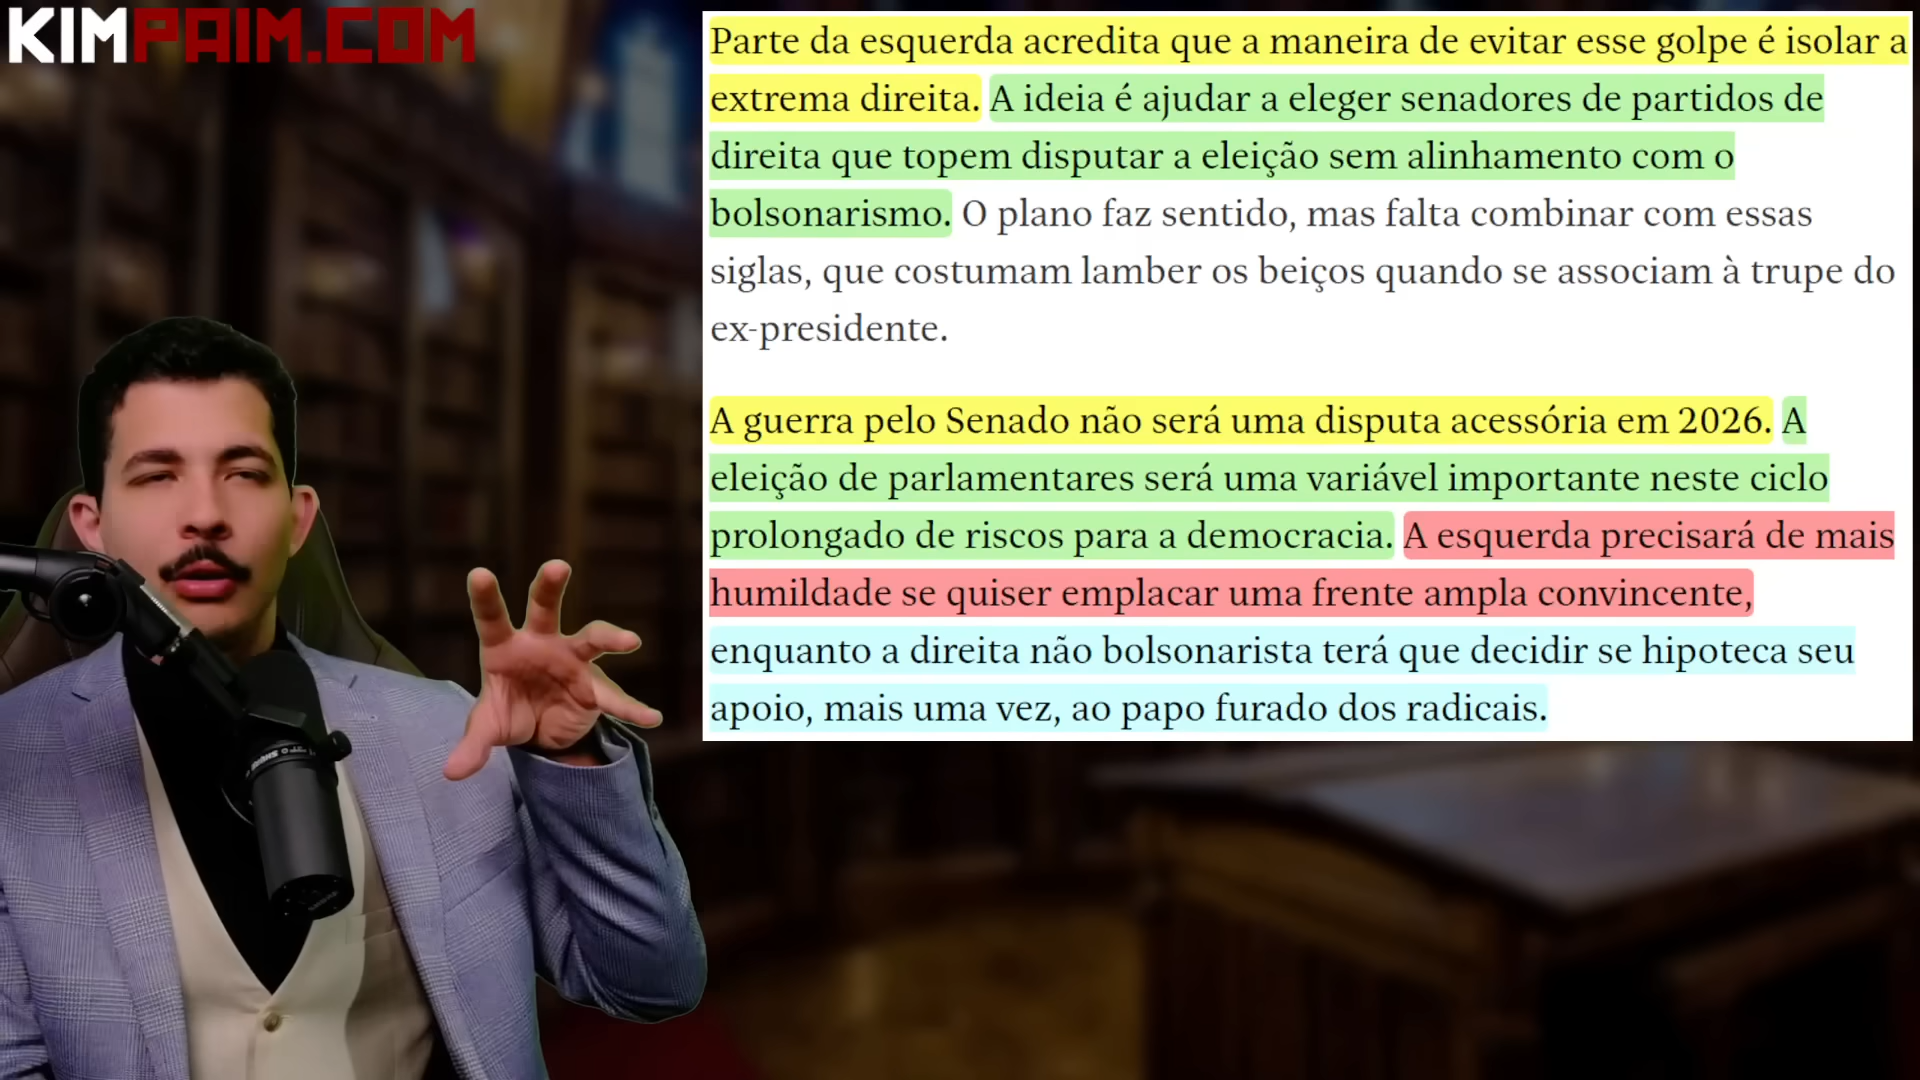 KIMPAIM.COM
Parte da esquerda acredita que a maneira de evitar esse golpe é isolar a
extrema direita. A ideia é ajudar a eleger senadores de partidos de
direita que topem disputar a eleição sem alinhamento com o
bolsonarismo. O plano faz sentido, mas falta combinar com essas
siglas, que costumam lamber os beiços quando se associam à trupe do
ex-presidente.
A guerra pelo Senado não será uma disputa acessória em 2026. A
eleição de parlamentares será uma variável importante neste ciclo
prolongado de riscos para a democracia. A esquerda precisará de mais
humildade se quiser emplacar uma frente ampla convincente,
enquanto a direita não bolsonarista terá que decidir se hipoteca seu
apoio, mais uma vez, ao papo furado dos radicais.